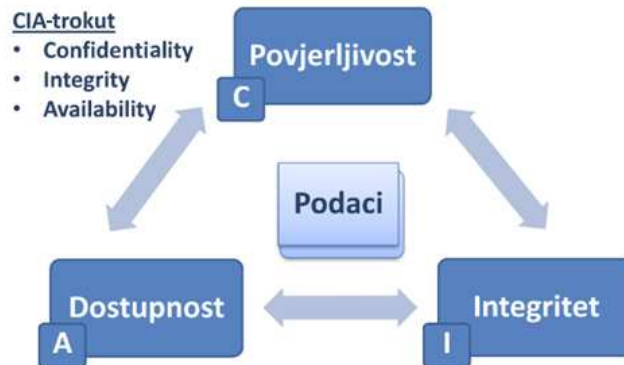 CIA-trokut
• Confidentiality
• Integrity
• Availability
Povjerljivost
C
Podaci
Dostupnost
A
Integritet
I